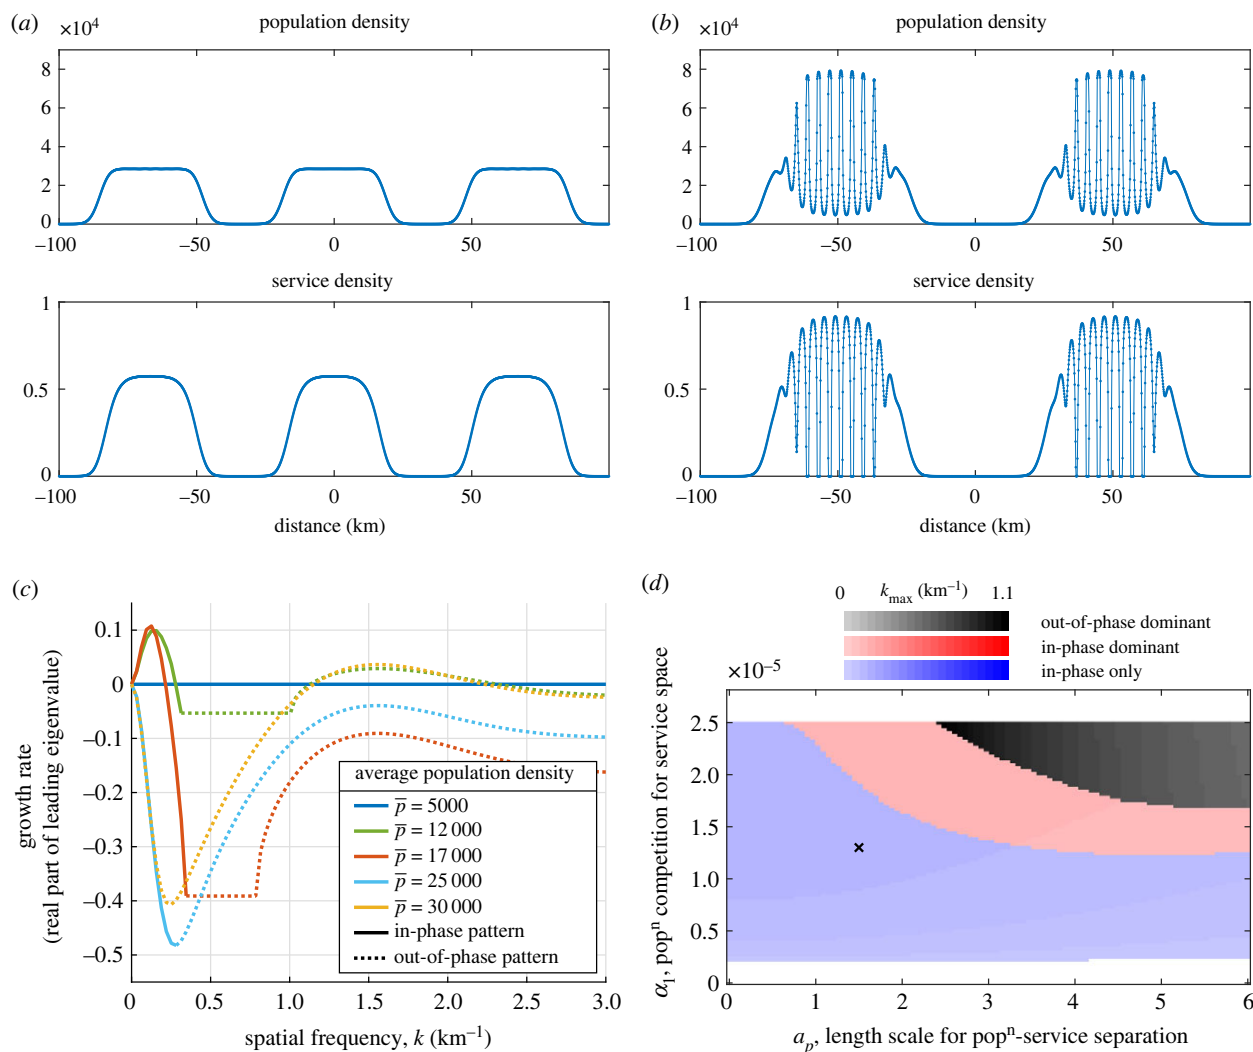 (a)
×10⁴
population density
8
6
4
2
0
−100
−50
0
50
service density
1
0.5
0
−100
−50
0
50
distance (km)
(b)
×10⁴
population density
8
6
4
2
0
−100
−50
0
50
service density
1
0.5
0
−100
−50
0
50
distance (km)
(c)
growth rate
(real part of leading eigenvalue)
0.1
0
−0.1
−0.2
−0.3
−0.4
−0.5
average population density
p̅ = 5000
p̅ = 12 000
p̅ = 17 000
p̅ = 25 000
p̅ = 30 000
in-phase pattern
out-of-phase pattern
0
0.5
1.0
1.5
2.0
2.5
3.0
spatial frequency, k (km⁻¹)
(d)
0 k_max (km⁻¹) 1.1
out-of-phase dominant
in-phase dominant
in-phase only
×10⁻⁵
α₁, popⁿ competition for service space
2.5
2.0
1.5
1.0
0.5
0
0
1
2
3
4
5
6
a_p, length scale for popⁿ-service separation